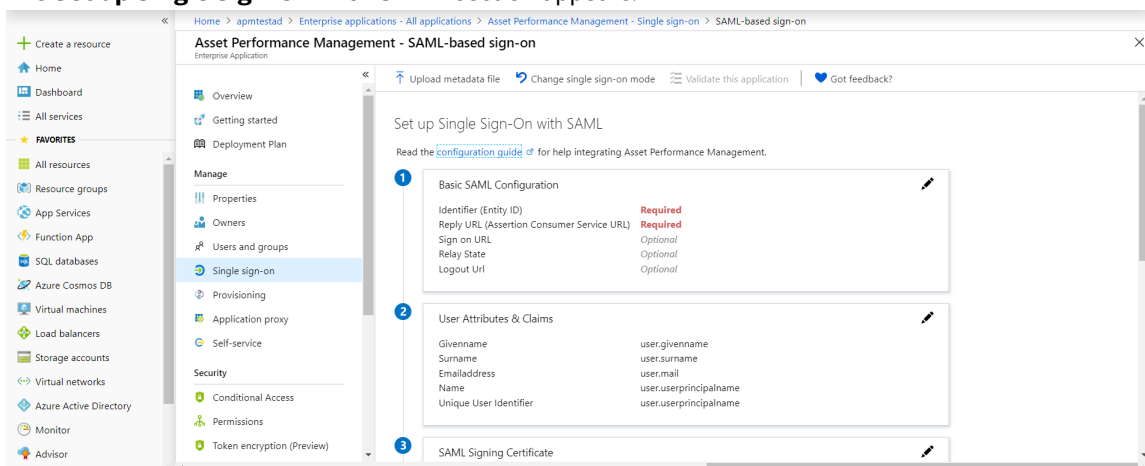 Home > apmtestad > Enterprise applications - All applications > Asset Performance Management - Single sign-on > SAML-based sign-on
Create a resource
Home
Dashboard
All services
FAVORITES
All resources
Resource groups
App Services
Function App
SQL databases
Azure Cosmos DB
Virtual machines
Load balancers
Storage accounts
Virtual networks
Azure Active Directory
Monitor
Advisor
Asset Performance Management - SAML-based sign-on
Enterprise Application
Overview
Getting started
Deployment Plan
Manage
Properties
Owners
Users and groups
Single sign-on
Provisioning
Application proxy
Self-service
Security
Conditional Access
Permissions
Token encryption (Preview)
Upload metadata file Change single sign-on mode Validate this application Got feedback?
Set up Single Sign-On with SAML
Read the configuration guide for help integrating Asset Performance Management.
1
Basic SAML Configuration
Identifier (Entity ID) Required
Reply URL (Assertion Consumer Service URL) Required
Sign on URL Optional
Relay State Optional
Logout Url Optional
2
User Attributes & Claims
Givenname user.givenname
Surname user.surname
Emailaddress user.mail
Name user.userprincipalname
Unique User Identifier user.userprincipalname
3
SAML Signing Certificate